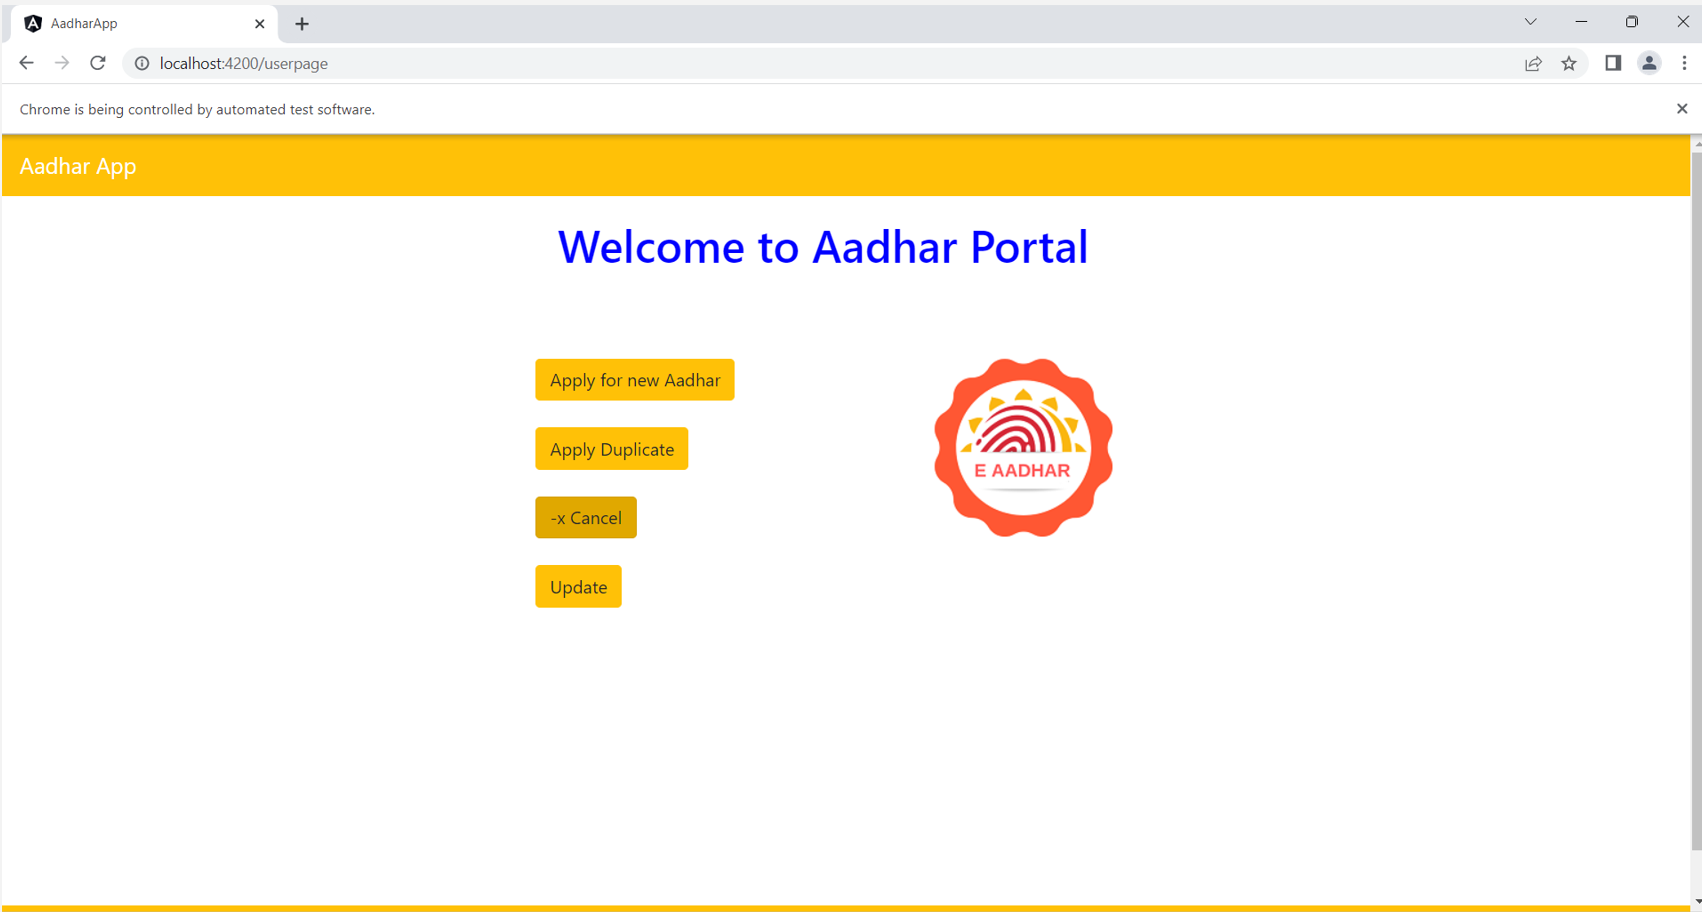 AadharApp
localhost:4200/userpage
Chrome is being controlled by automated test software.
Aadhar App
Welcome to Aadhar Portal
Apply for new Aadhar
Apply Duplicate
-x Cancel
Update
E AADHAR